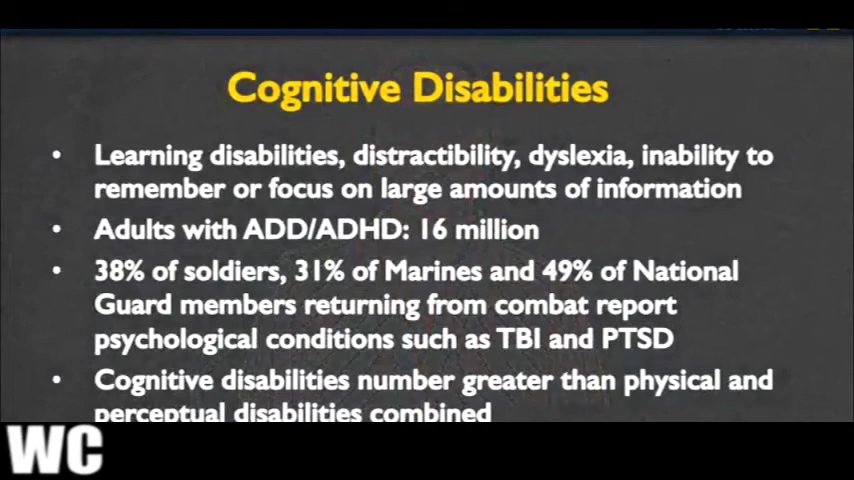 Cognitive Disabilities
• Learning disabilities, distractibility, dyslexia, inability to
remember or focus on large amounts of information
• Adults with ADD/ADHD: 16 million
• 38% of soldiers, 31% of Marines and 49% of National
Guard members returning from combat report
psychological conditions such as TBI and PTSD
• Cognitive disabilities number greater than physical and
perceptual disabilities combined
WC